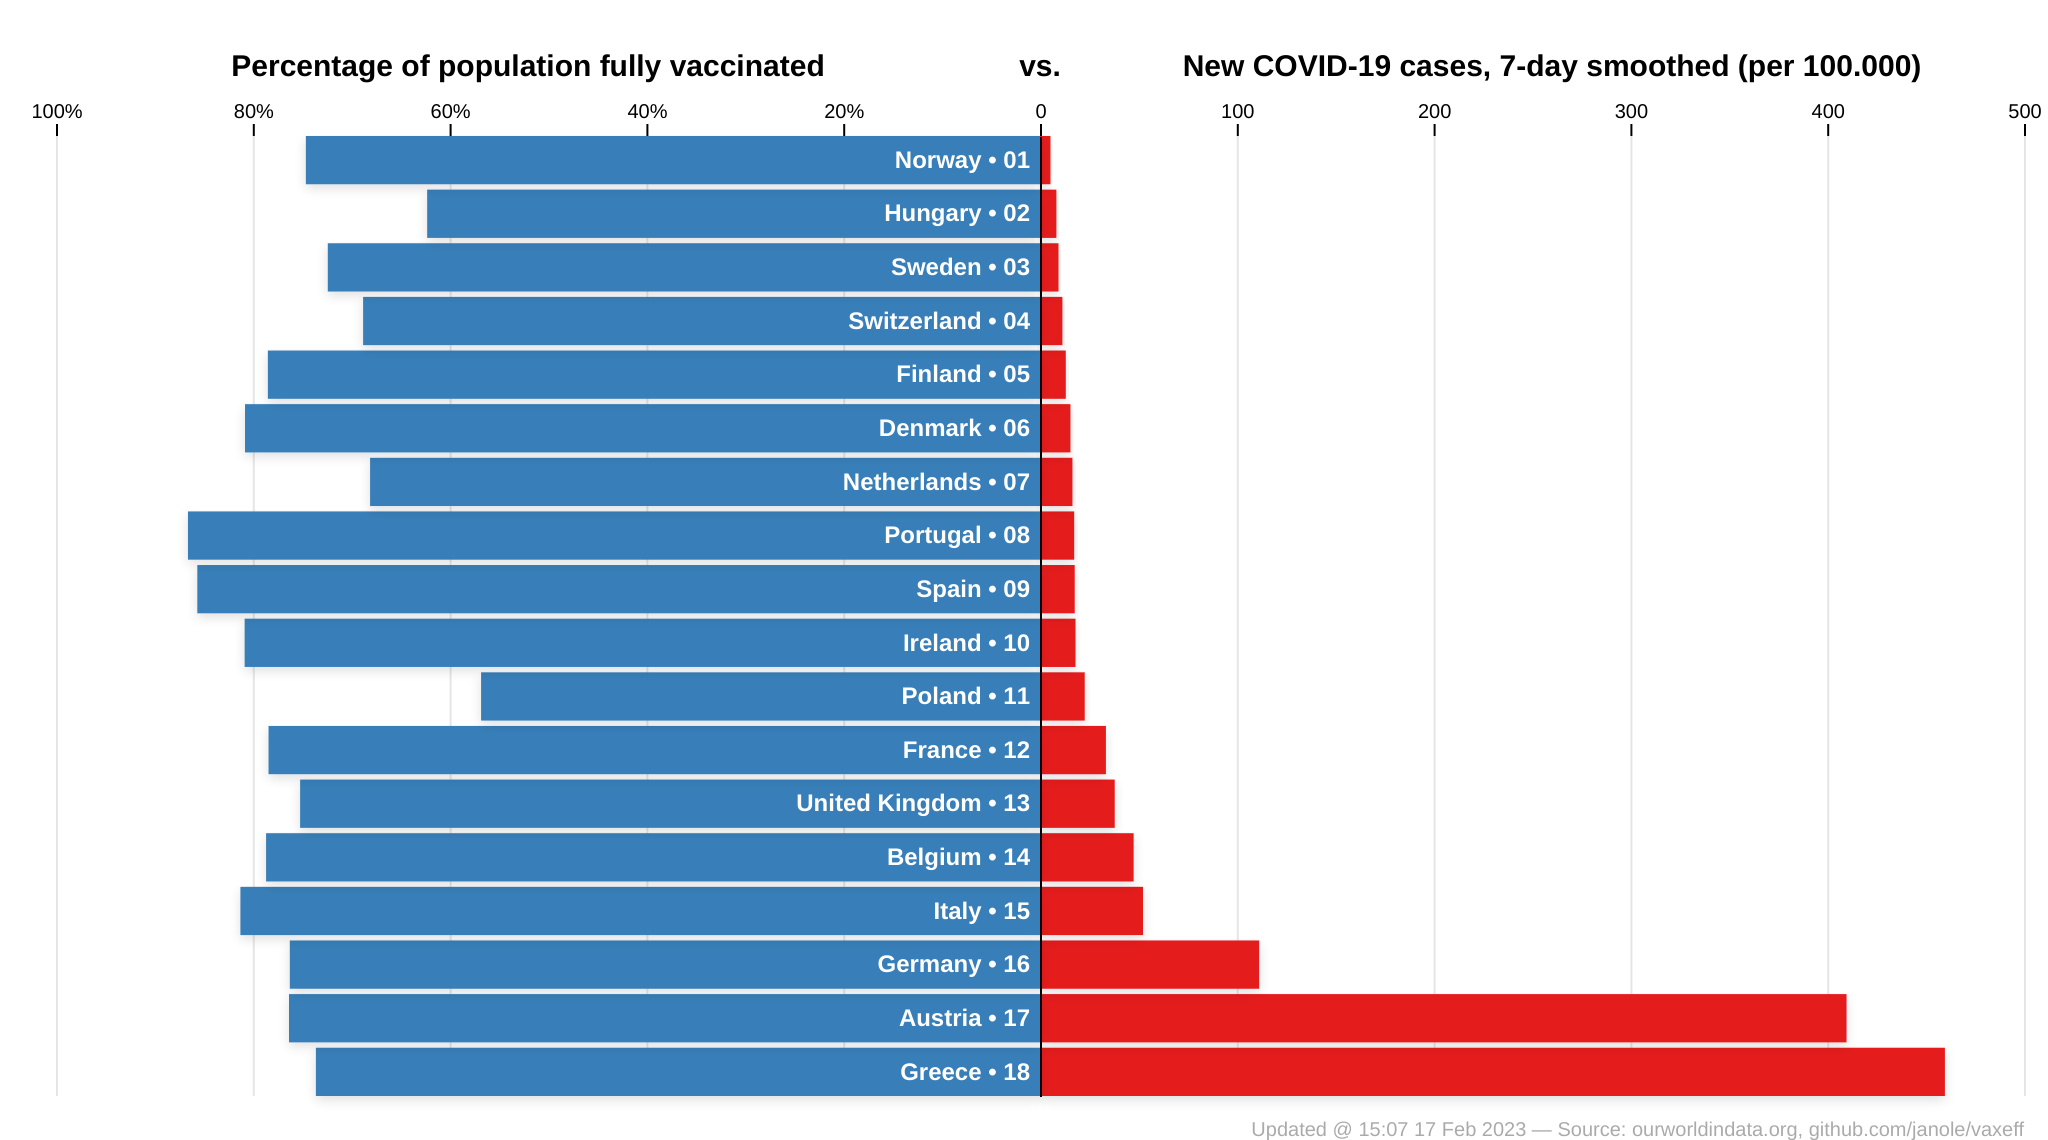 Percentage of population fully vaccinated vs. New COVID-19 cases, 7-day smoothed (per 100.000)
100% 80% 60% 40% 20% 0 100 200 300 400 500
Norway • 01
Hungary • 02
Sweden • 03
Switzerland • 04
Finland • 05
Denmark • 06
Netherlands • 07
Portugal • 08
Spain • 09
Ireland • 10
Poland • 11
France • 12
United Kingdom • 13
Belgium • 14
Italy • 15
Germany • 16
Austria • 17
Greece • 18
Updated @ 15:07 17 Feb 2023 — Source: ourworldindata.org, github.com/janole/vaxeff